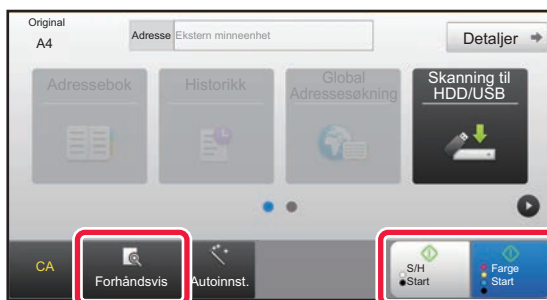 Original
A4
Adresse Ekstern minneenhet
Detaljer
Adressebok
Historikk
Global
Adressesøkning
Skanning til
HDD/USB
CA
Forhåndsvis
Autoinnst.
S/H
Start
Farge
Start